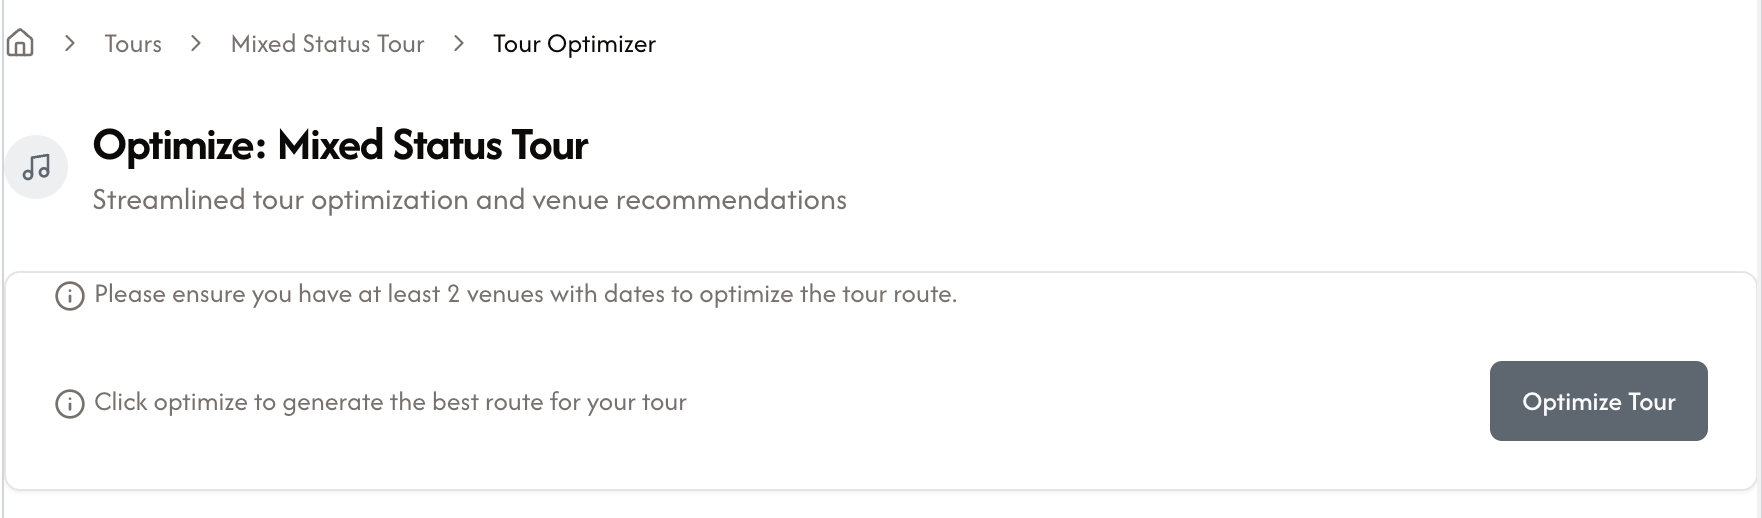 Tours > Mixed Status Tour > Tour Optimizer
Optimize: Mixed Status Tour
Streamlined tour optimization and venue recommendations
Please ensure you have at least 2 venues with dates to optimize the tour route.
Click optimize to generate the best route for your tour
Optimize Tour